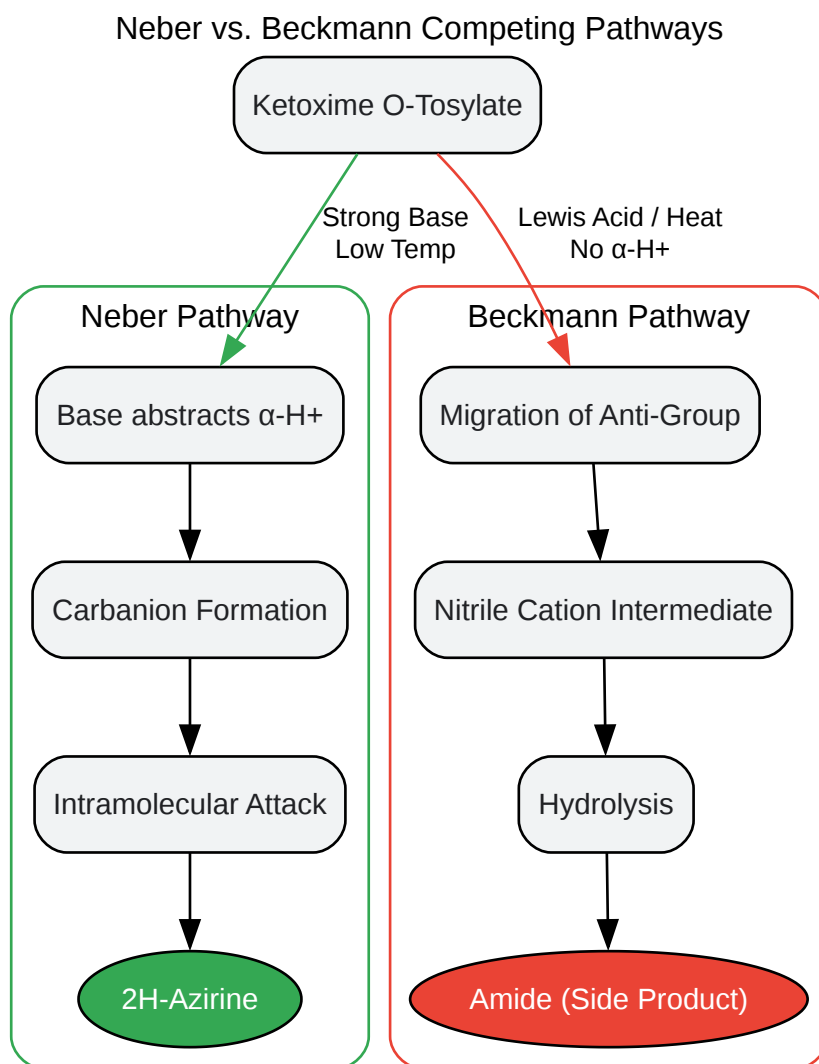 Neber vs. Beckmann Competing Pathways
Ketoxime O-Tosylate
Strong Base
Low Temp
Lewis Acid / Heat
No α-H+
Neber Pathway
Base abstracts α-H+
Carbanion Formation
Intramolecular Attack
2H-Azirine
Beckmann Pathway
Migration of Anti-Group
Nitrile Cation Intermediate
Hydrolysis
Amide (Side Product)